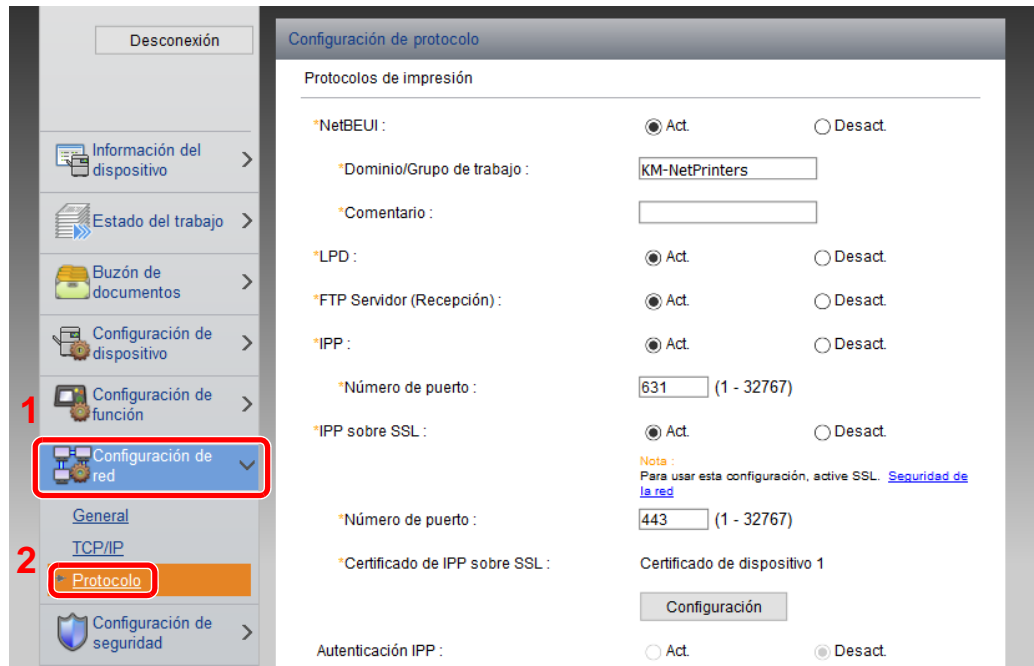 Desconexión
Información del
dispositivo
Estado del trabajo
Buzón de
documentos
Configuración de
dispositivo
1
Configuración de
función
Configuración de
red
General
TCP/IP
2
Protocolo
Configuración de
seguridad
Configuración de protocolo
Protocolos de impresión
*NetBEUI : Act. Desact.
*Dominio/Grupo de trabajo : KM-NetPrinters
*Comentario :
*LPD : Act. Desact.
*FTP Servidor (Recepción) : Act. Desact.
*IPP : Act. Desact.
*Número de puerto : 631 (1 - 32767)
*IPP sobre SSL : Act. Desact.
Nota :
Para usar esta configuración, active SSL. Seguridad de
la red
*Número de puerto : 443 (1 - 32767)
*Certificado de IPP sobre SSL : Certificado de dispositivo 1
Configuración
Autenticación IPP : Act. Desact.